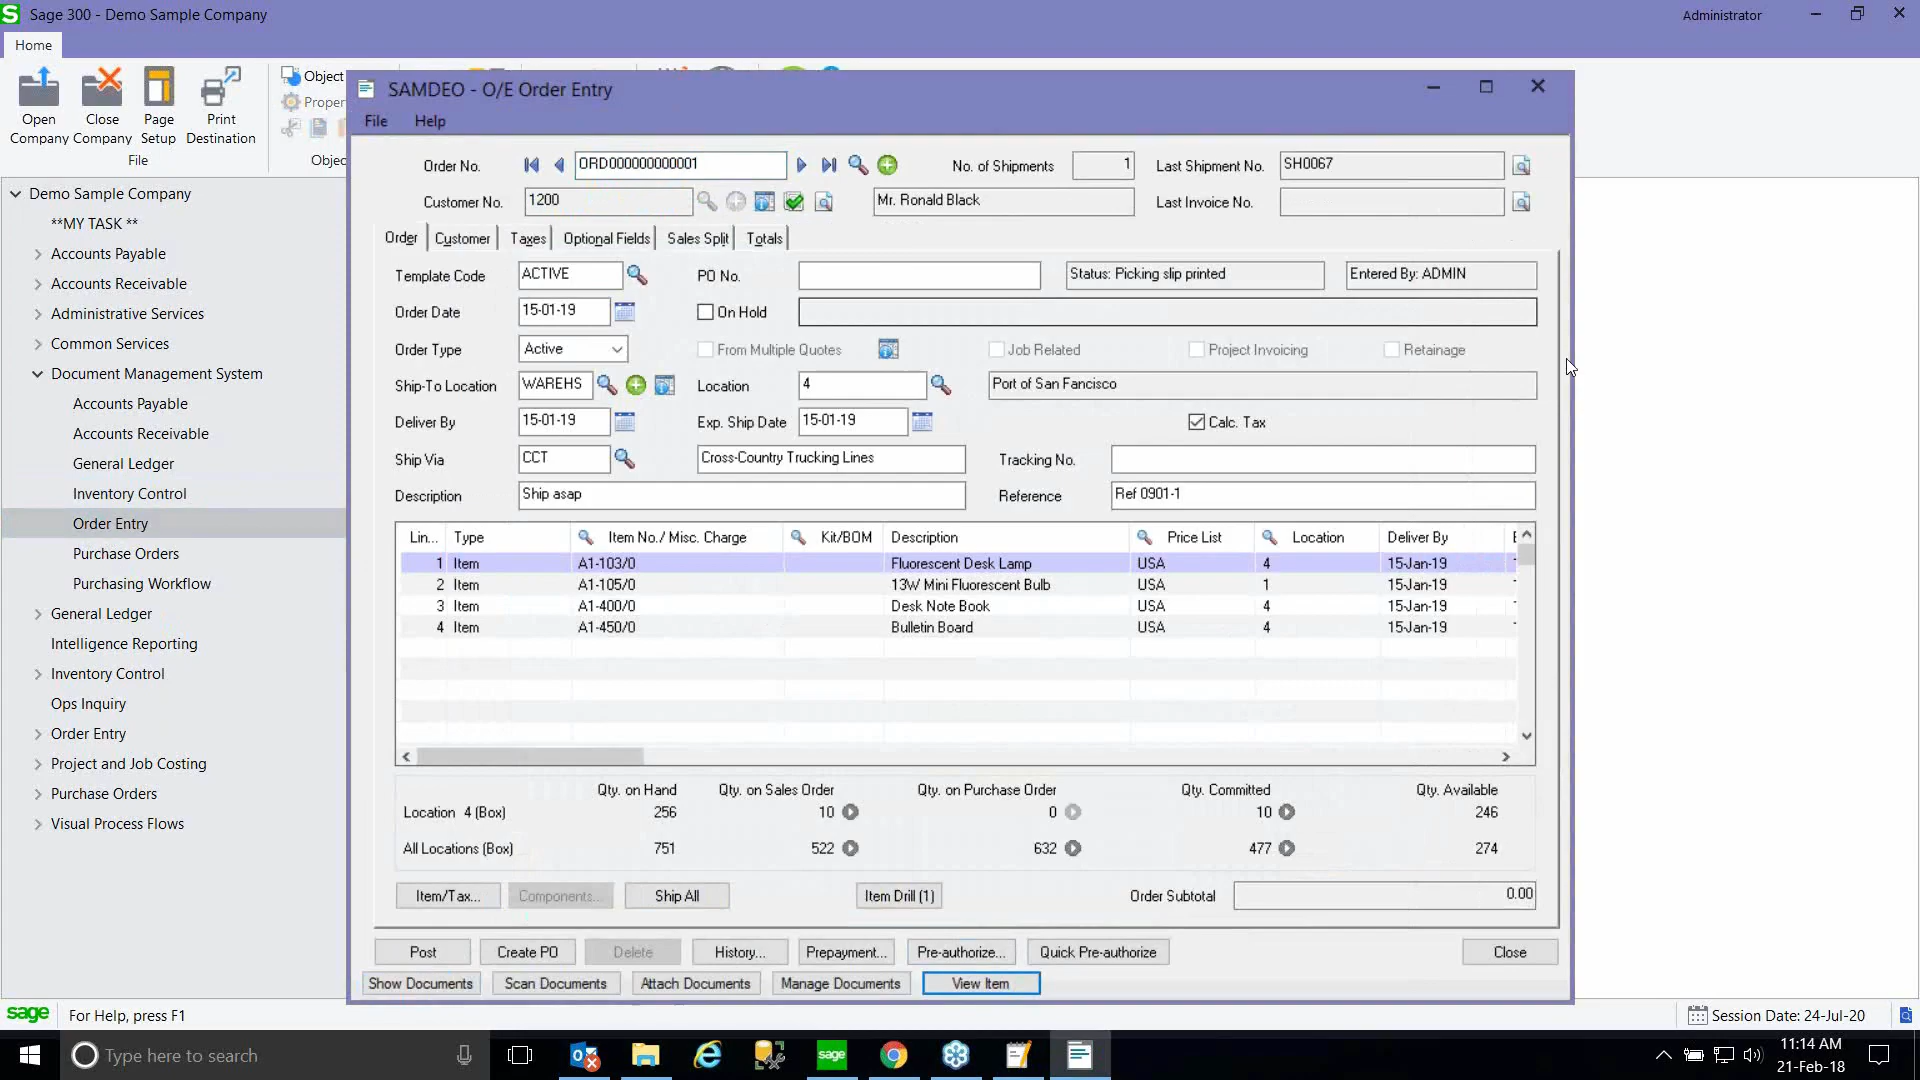 Sage 300 - Demo Sample Company
Administrator
Home
Open Company
Close Company
Page Setup
Print Destination
File
Object
Proper
Objec
SAMDEO - O/E Order Entry
File Help
Order No. ORD000000000001 No. of Shipments 1 Last Shipment No. SH0067
Customer No. 1200 Mr. Ronald Black Last Invoice No.
Order Customer Taxes Optional Fields Sales Split Totals
Template Code ACTIVE PO No. Status: Picking slip printed Entered By: ADMIN
Order Date 15-01-19 On Hold
Order Type Active From Multiple Quotes Job Related Project Invoicing Retainage
Ship-To Location WAREHS Location 4 Port of San Fancisco
Deliver By 15-01-19 Exp. Ship Date 15-01-19 Calc. Tax
Ship Via CCT Cross-Country Trucking Lines Tracking No.
Description Ship asap Reference Ref 0901-1
Lin... Type Item No./ Misc. Charge Kit/BOM Description Price List Location Deliver By
1 Item A1-103/0 Fluorescent Desk Lamp USA 4 15-Jan-19
2 Item A1-105/0 13W Mini Fluorescent Bulb USA 1 15-Jan-19
3 Item A1-400/0 Desk Note Book USA 4 15-Jan-19
4 Item A1-450/0 Bulletin Board USA 4 15-Jan-19
Qty. on Hand Qty. on Sales Order Qty. on Purchase Order Qty. Committed Qty. Available
Location 4 (Box) 256 10 0 10 246
All Locations (Box) 751 522 632 477 274
Item/Tax... Components... Ship All Item Drill (1) Order Subtotal 0.00
Post Create PO Delete History... Prepayment... Pre-authorize... Quick Pre-authorize Close
Show Documents Scan Documents Attach Documents Manage Documents View Item
Demo Sample Company
**MY TASK **
Accounts Payable
Accounts Receivable
Administrative Services
Common Services
Document Management System
Accounts Payable
Accounts Receivable
General Ledger
Inventory Control
Order Entry
Purchase Orders
Purchasing Workflow
General Ledger
Intelligence Reporting
Inventory Control
Ops Inquiry
Order Entry
Project and Job Costing
Purchase Orders
Visual Process Flows
sage For Help, press F1
Session Date: 24-Jul-20
Type here to search
sage
11:14 AM
21-Feb-18